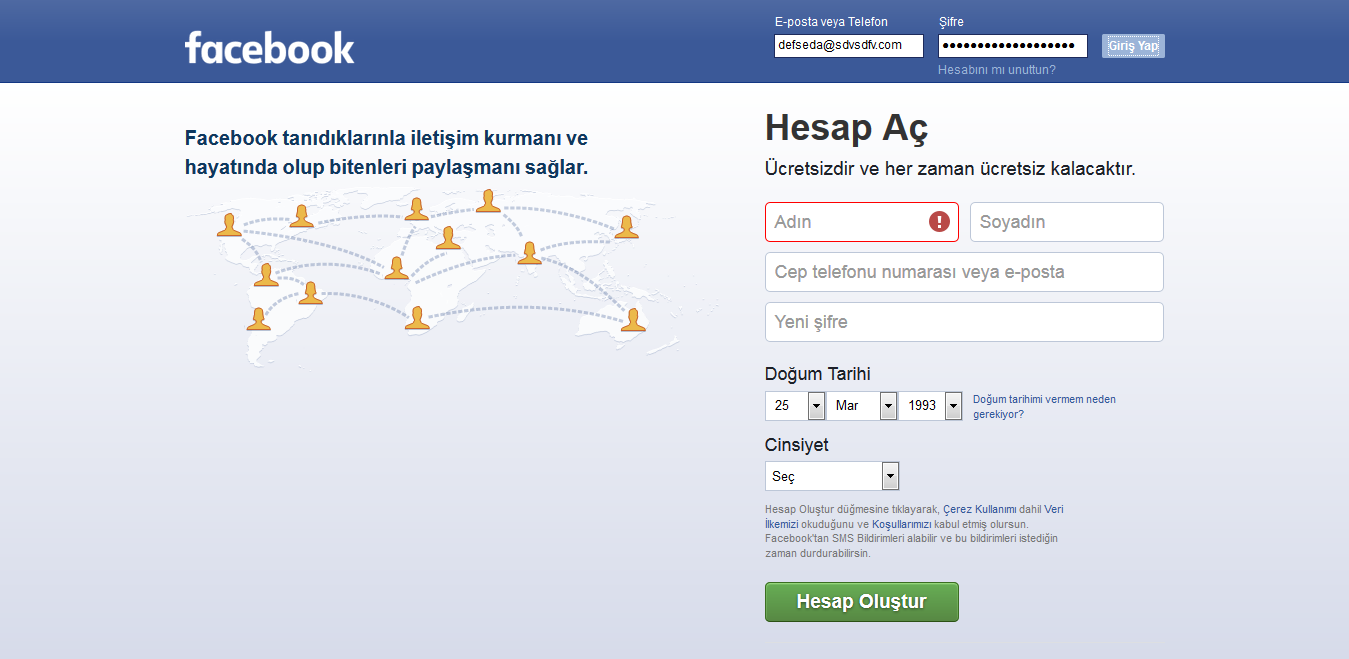 facebook
E-posta veya Telefon
Şifre
defseda@sdvsdfv.com
●●●●●●●●●●●●●●●●●●●
Giriş Yap
Hesabını mı unuttun?
Facebook tanıdıklarınla iletişim kurmanı ve
hayatında olup bitenleri paylaşmanı sağlar.
Hesap Aç
Ücretsizdir ve her zaman ücretsiz kalacaktır.
Adın
Soyadın
Cep telefonu numarası veya e-posta
Yeni şifre
Doğum Tarihi
25 Mar 1993
Doğum tarihimi vermem neden
gerekiyor?
Cinsiyet
Seç
Hesap Oluştur düğmesine tıklayarak, Çerez Kullanımı dahil Veri
İlkemizi okuduğunu ve Koşullarımızı kabul etmiş olursun.
Facebook'tan SMS Bildirimleri alabilir ve bu bildirimleri istediğin
zaman durdurabilirsin.
Hesap Oluştur